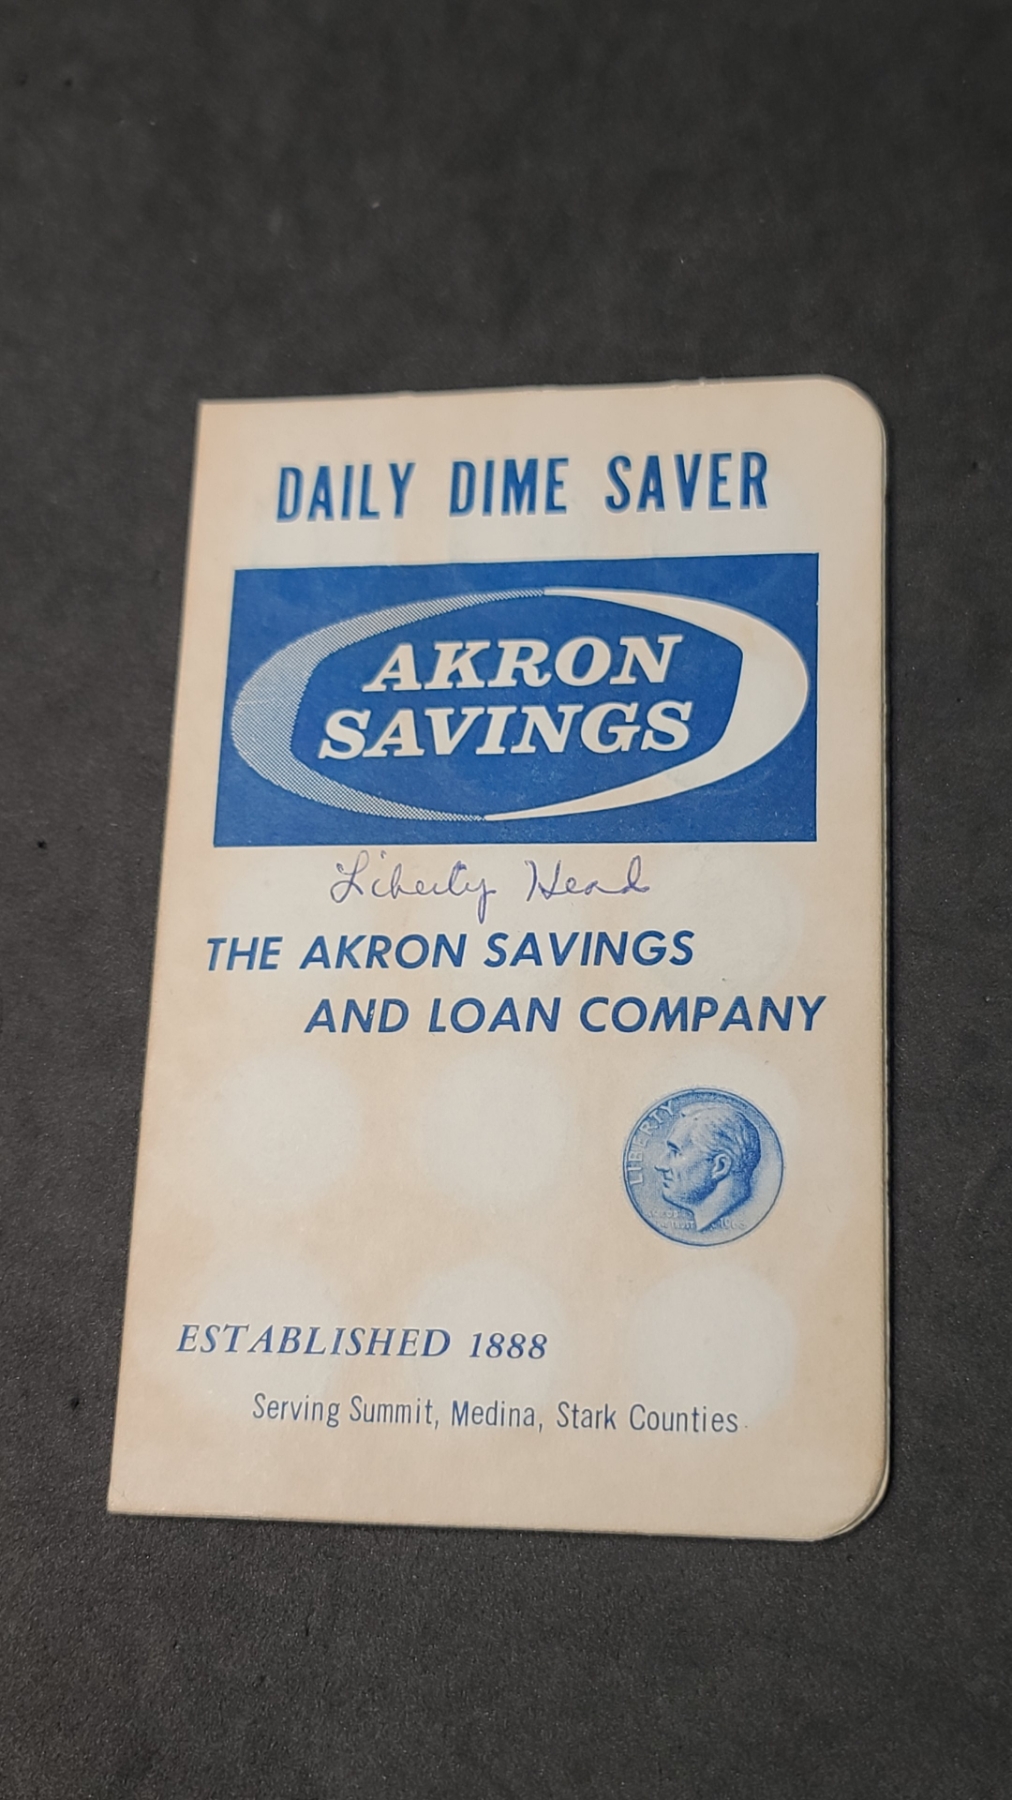 DAILY DIME SAVER
AKRON
SAVINGS
Liberty Head
THE AKRON SAVINGS
AND LOAN COMPANY
LIBERTY
ESTABLISHED 1888
Serving Summit, Medina, Stark Counties